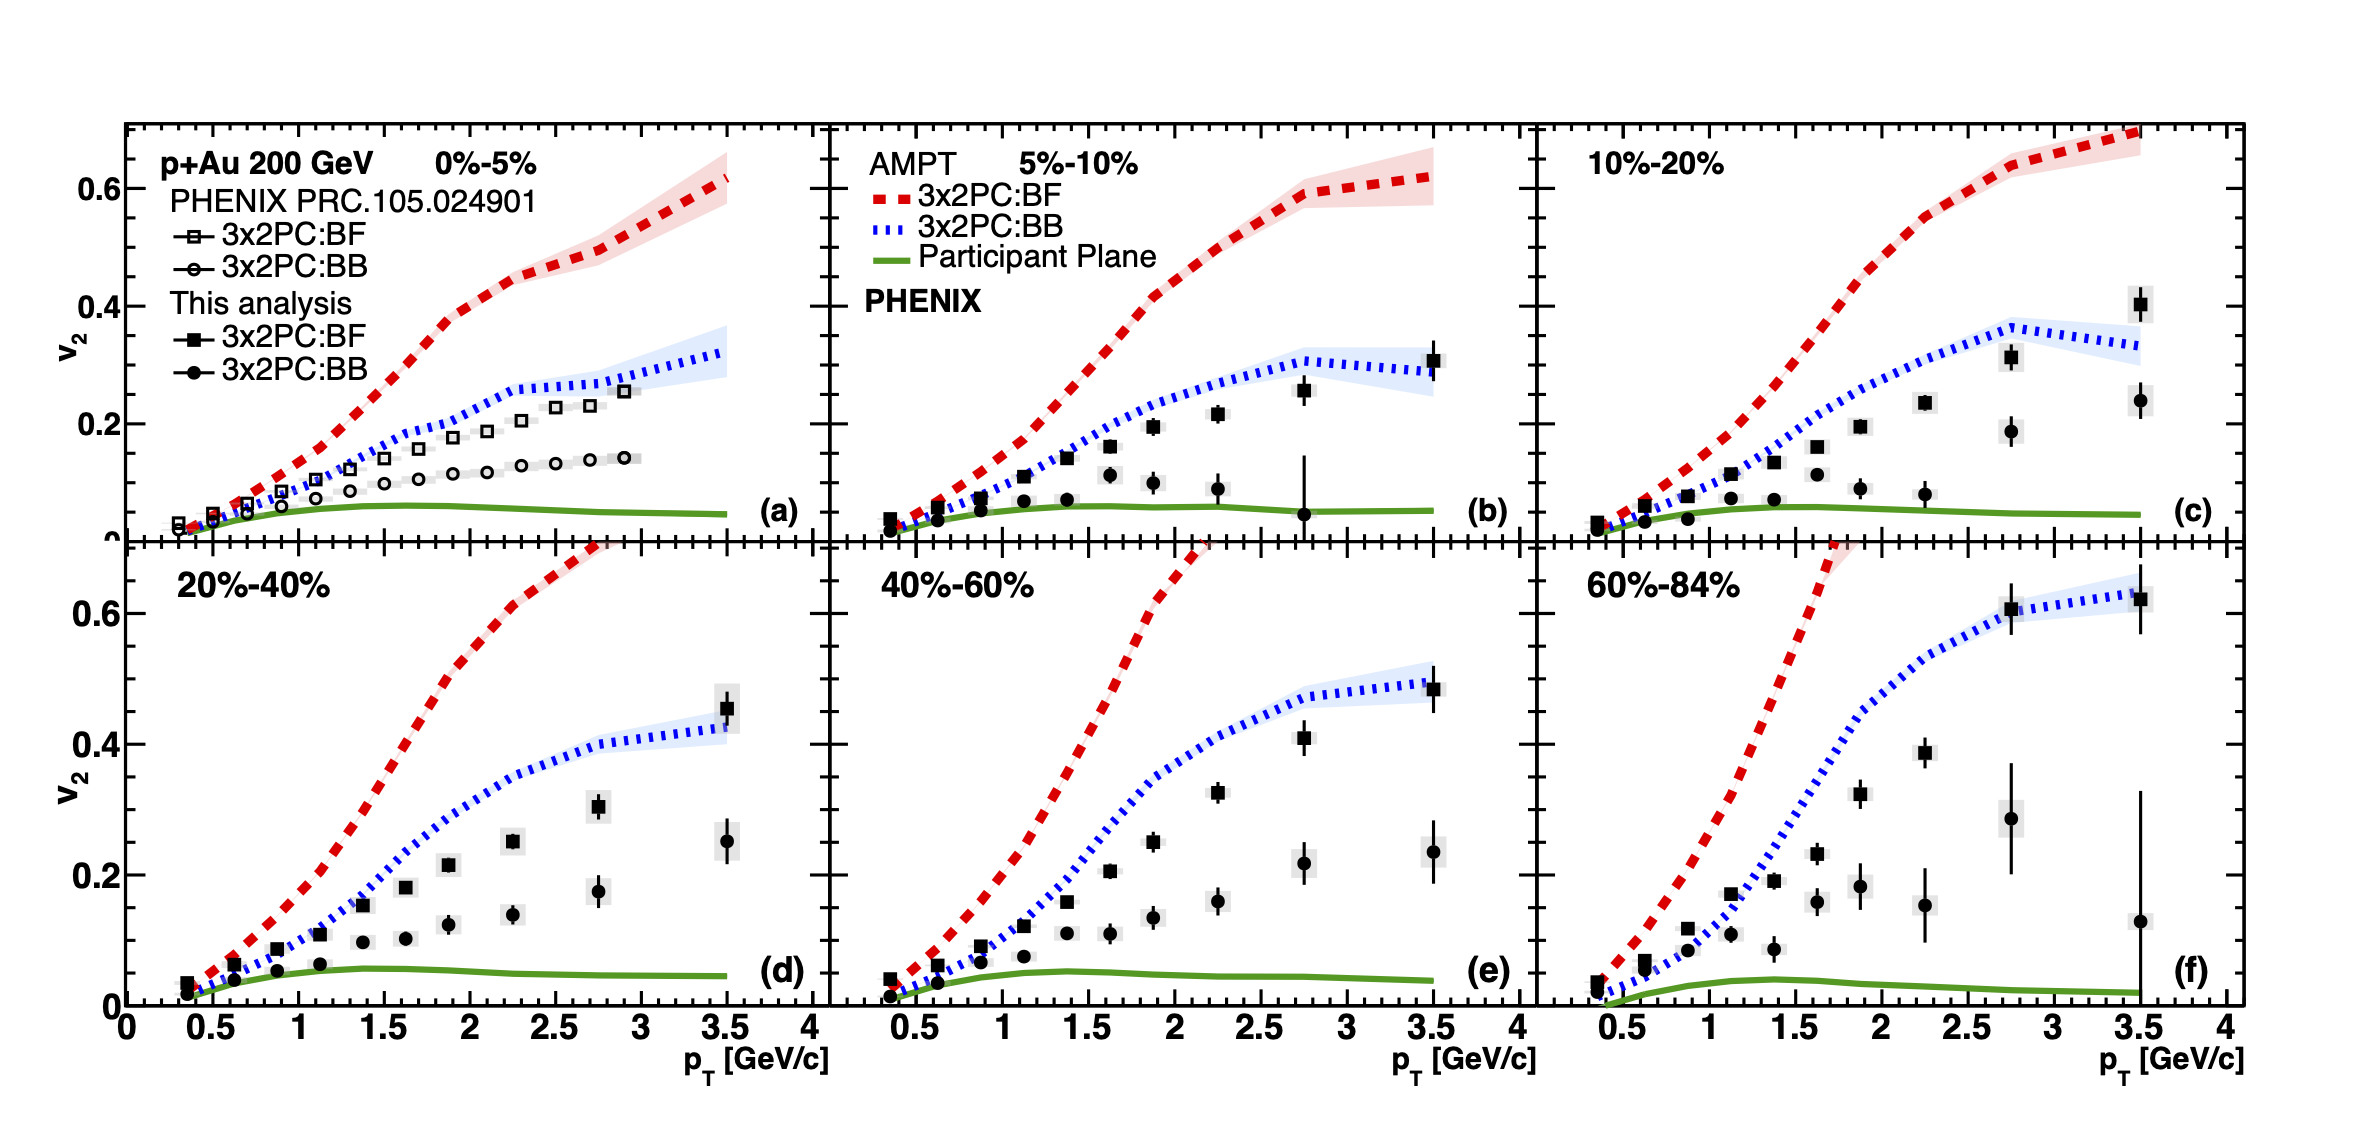 p+Au 200 GeV 0%-5%
PHENIX PRC.105.024901
3x2PC:BF
3x2PC:BB
This analysis
3x2PC:BF
3x2PC:BB
(a)
AMPT 5%-10%
3x2PC:BF
3x2PC:BB
Participant Plane
PHENIX
(b)
10%-20%
(c)
v2
0.6
0.4
0.2
0
20%-40%
(d)
40%-60%
(e)
60%-84%
(f)
v2
0.6
0.4
0.2
0
0 0.5 1 1.5 2 2.5 3 3.5 4
0.5 1 1.5 2 2.5 3 3.5 4
0.5 1 1.5 2 2.5 3 3.5 4
pT [GeV/c]
pT [GeV/c]
pT [GeV/c]